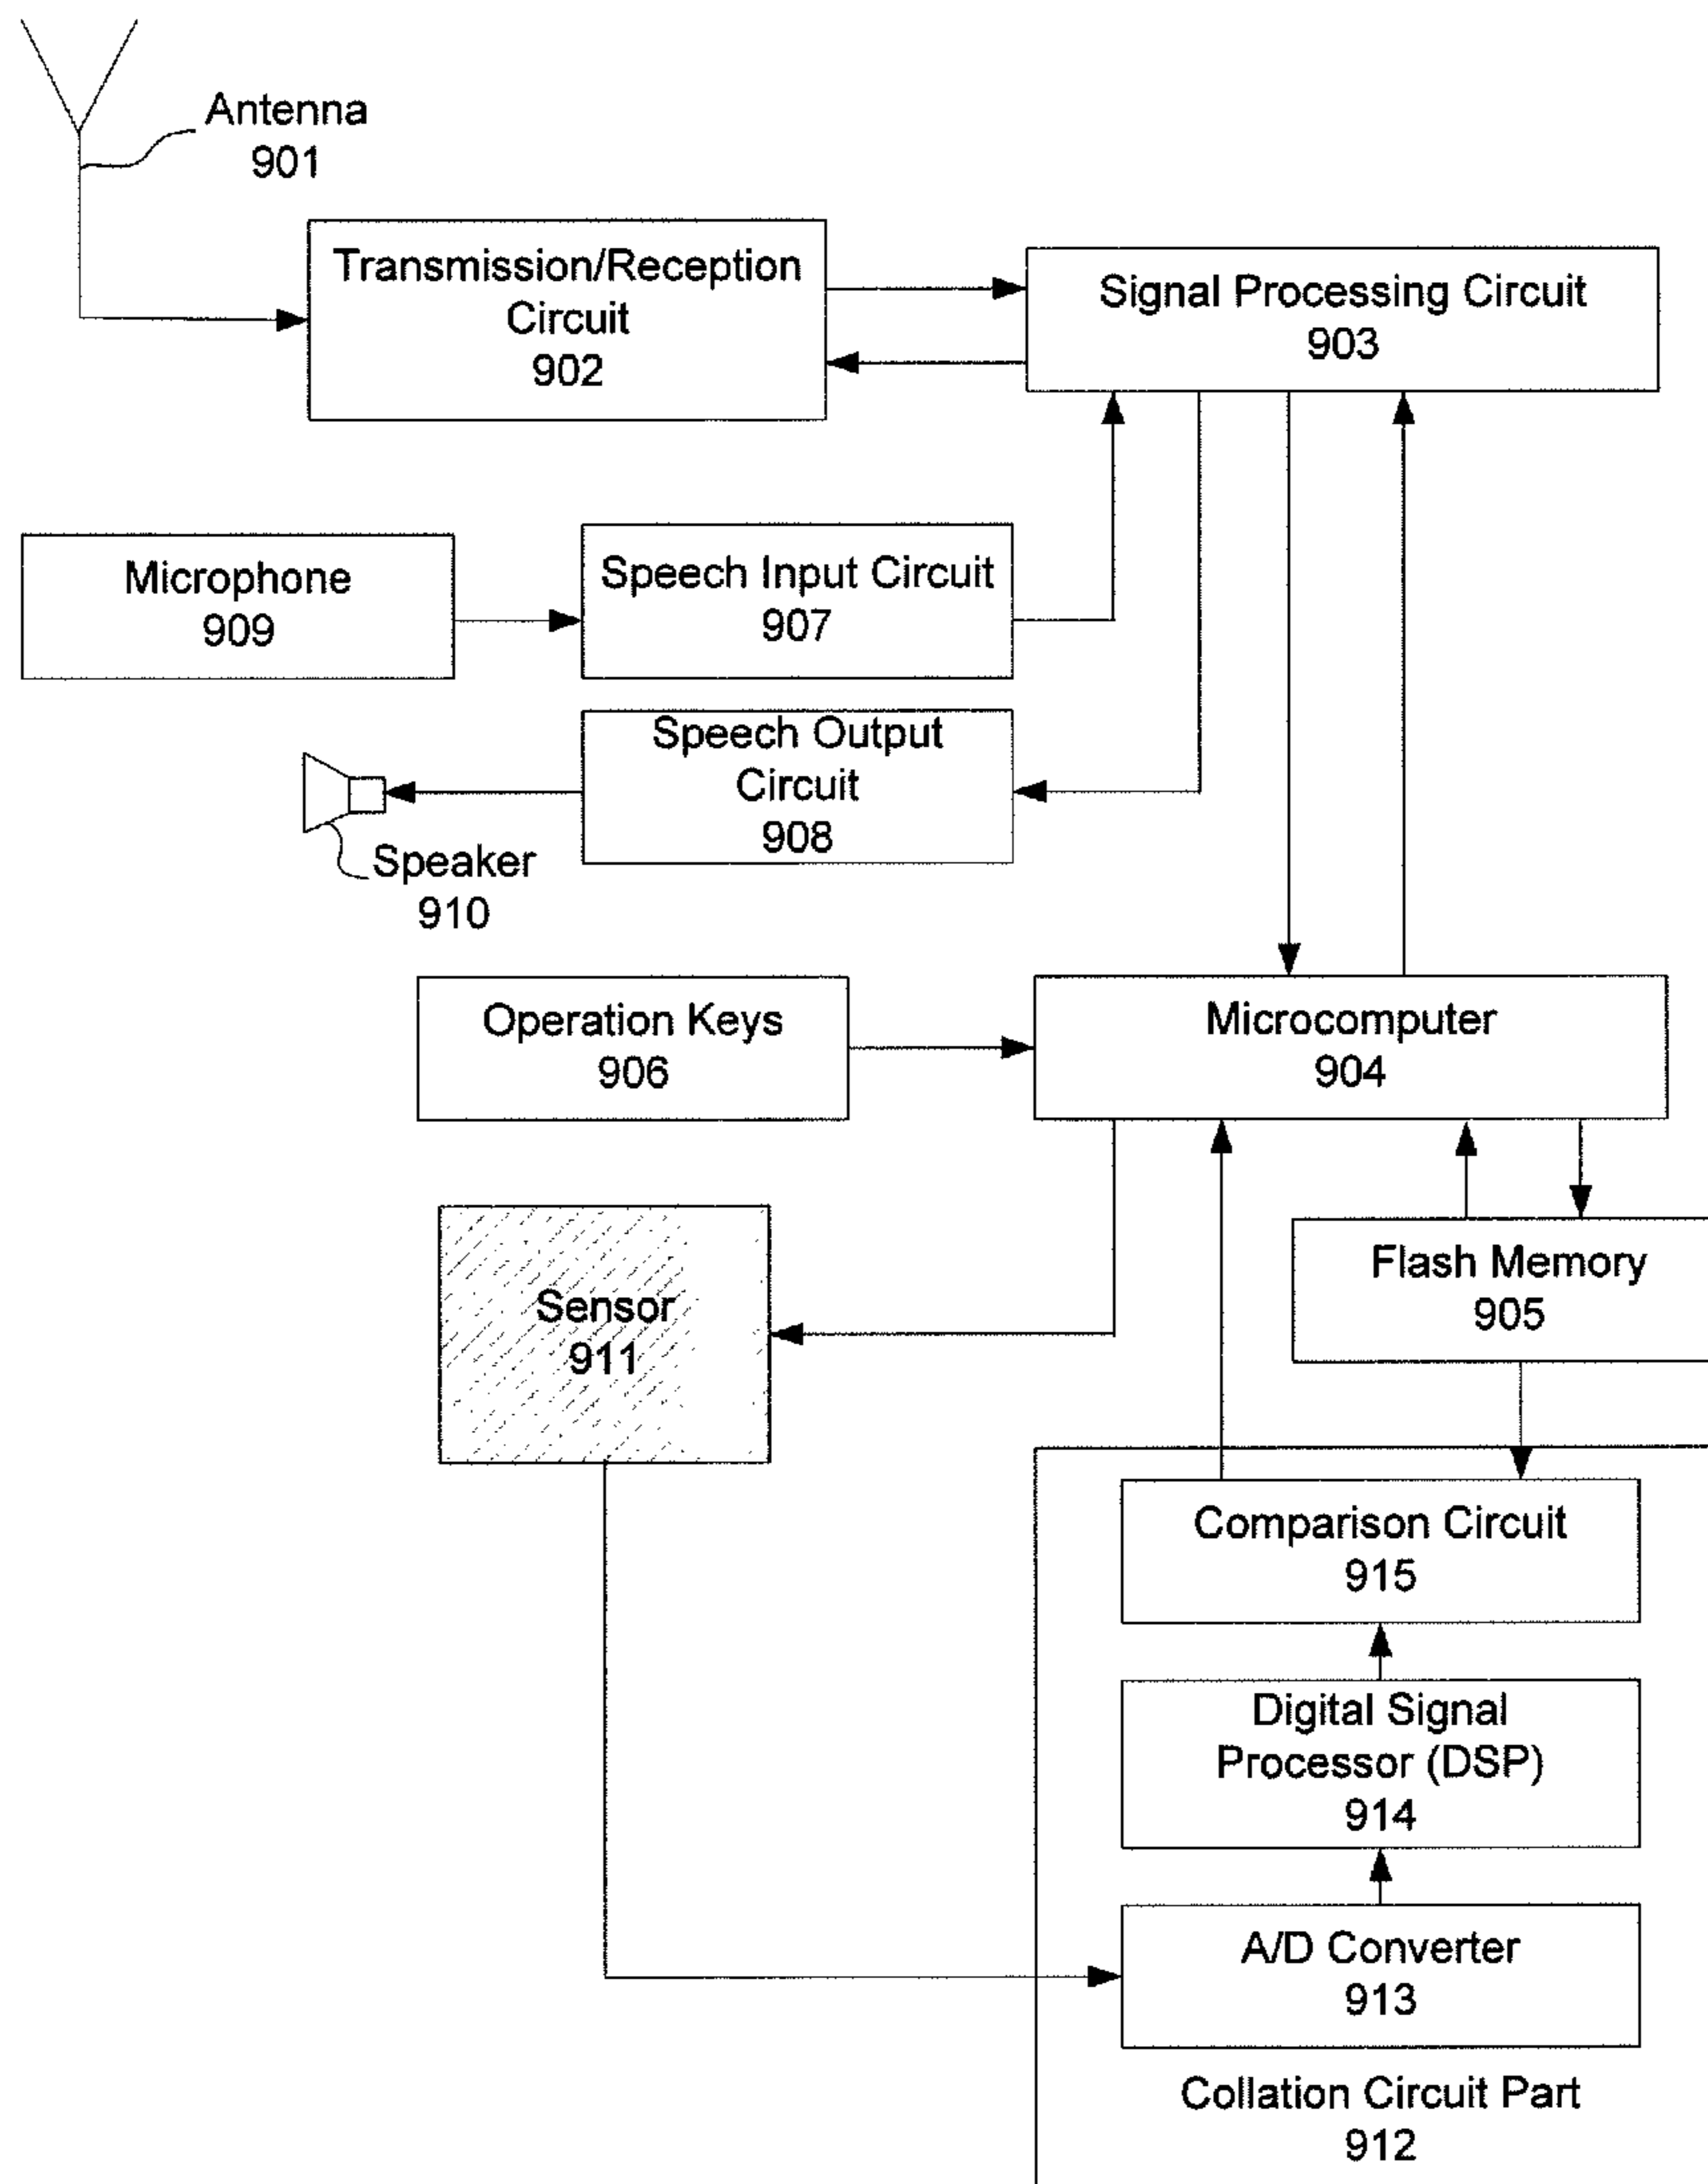 Antenna
901
Transmission/Reception
Circuit
902
Signal Processing Circuit
903
Microphone
909
Speech Input Circuit
907
Speech Output
Circuit
908
Speaker
910
Operation Keys
906
Microcomputer
904
Sensor
911
Flash Memory
905
Comparison Circuit
915
Digital Signal
Processor (DSP)
914
A/D Converter
913
Collation Circuit Part
912